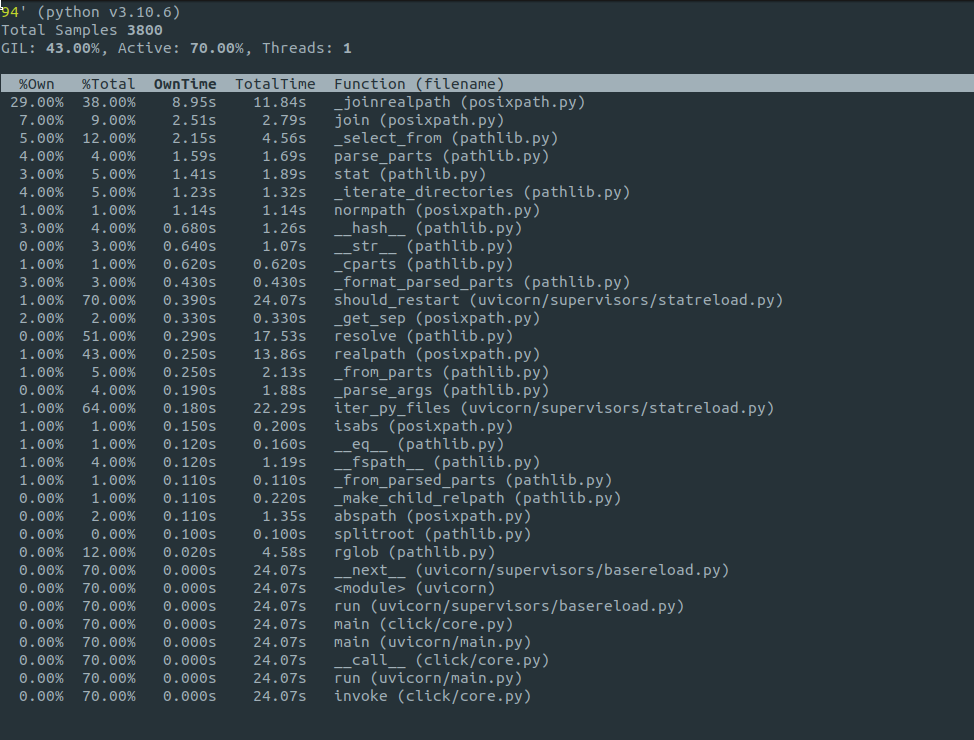 94' (python v3.10.6)
Total Samples 3800
GIL: 43.00%, Active: 70.00%, Threads: 1
%Own %Total OwnTime TotalTime Function (filename)
29.00% 38.00% 8.95s 11.84s _joinrealpath (posixpath.py)
7.00% 9.00% 2.51s 2.79s join (posixpath.py)
5.00% 12.00% 2.15s 4.56s _select_from (pathlib.py)
4.00% 4.00% 1.59s 1.69s parse_parts (pathlib.py)
3.00% 5.00% 1.41s 1.89s stat (pathlib.py)
4.00% 5.00% 1.23s 1.32s _iterate_directories (pathlib.py)
1.00% 1.00% 1.14s 1.14s normpath (posixpath.py)
3.00% 4.00% 0.680s 1.26s __hash__ (pathlib.py)
0.00% 3.00% 0.640s 1.07s __str__ (pathlib.py)
1.00% 1.00% 0.620s 0.620s _cparts (pathlib.py)
3.00% 3.00% 0.430s 0.430s _format_parsed_parts (pathlib.py)
1.00% 70.00% 0.390s 24.07s should_restart (uvicorn/supervisors/statreload.py)
2.00% 2.00% 0.330s 0.330s _get_sep (posixpath.py)
0.00% 51.00% 0.290s 17.53s resolve (pathlib.py)
1.00% 43.00% 0.250s 13.86s realpath (posixpath.py)
1.00% 5.00% 0.250s 2.13s _from_parts (pathlib.py)
0.00% 4.00% 0.190s 1.88s _parse_args (pathlib.py)
1.00% 64.00% 0.180s 22.29s iter_py_files (uvicorn/supervisors/statreload.py)
1.00% 1.00% 0.150s 0.200s isabs (posixpath.py)
1.00% 1.00% 0.120s 0.160s __eq__ (pathlib.py)
1.00% 4.00% 0.120s 1.19s __fspath__ (pathlib.py)
1.00% 1.00% 0.110s 0.110s _from_parsed_parts (pathlib.py)
0.00% 1.00% 0.110s 0.220s _make_child_relpath (pathlib.py)
0.00% 2.00% 0.110s 1.35s abspath (posixpath.py)
0.00% 0.00% 0.100s 0.100s splitroot (pathlib.py)
0.00% 12.00% 0.020s 4.58s rglob (pathlib.py)
0.00% 70.00% 0.000s 24.07s __next__ (uvicorn/supervisors/basereload.py)
0.00% 70.00% 0.000s 24.07s <module> (uvicorn)
0.00% 70.00% 0.000s 24.07s run (uvicorn/supervisors/basereload.py)
0.00% 70.00% 0.000s 24.07s main (click/core.py)
0.00% 70.00% 0.000s 24.07s main (uvicorn/main.py)
0.00% 70.00% 0.000s 24.07s __call__ (click/core.py)
0.00% 70.00% 0.000s 24.07s run (uvicorn/main.py)
0.00% 70.00% 0.000s 24.07s invoke (click/core.py)